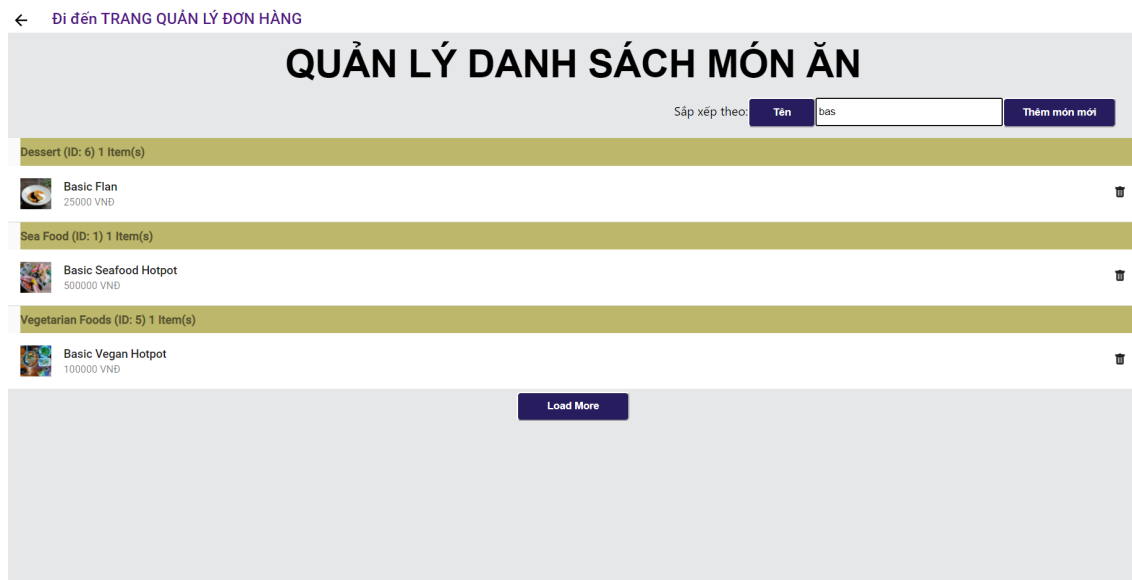 Đi đến TRANG QUẢN LÝ ĐƠN HÀNG
QUẢN LÝ DANH SÁCH MÓN ĂN
Sắp xếp theo: Tên bas Thêm món mới
Dessert (ID: 6) 1 Item(s)
Basic Flan
25000 VNĐ
Sea Food (ID: 1) 1 Item(s)
Basic Seafood Hotpot
500000 VNĐ
Vegetarian Foods (ID: 5) 1 Item(s)
Basic Vegan Hotpot
100000 VNĐ
Load More